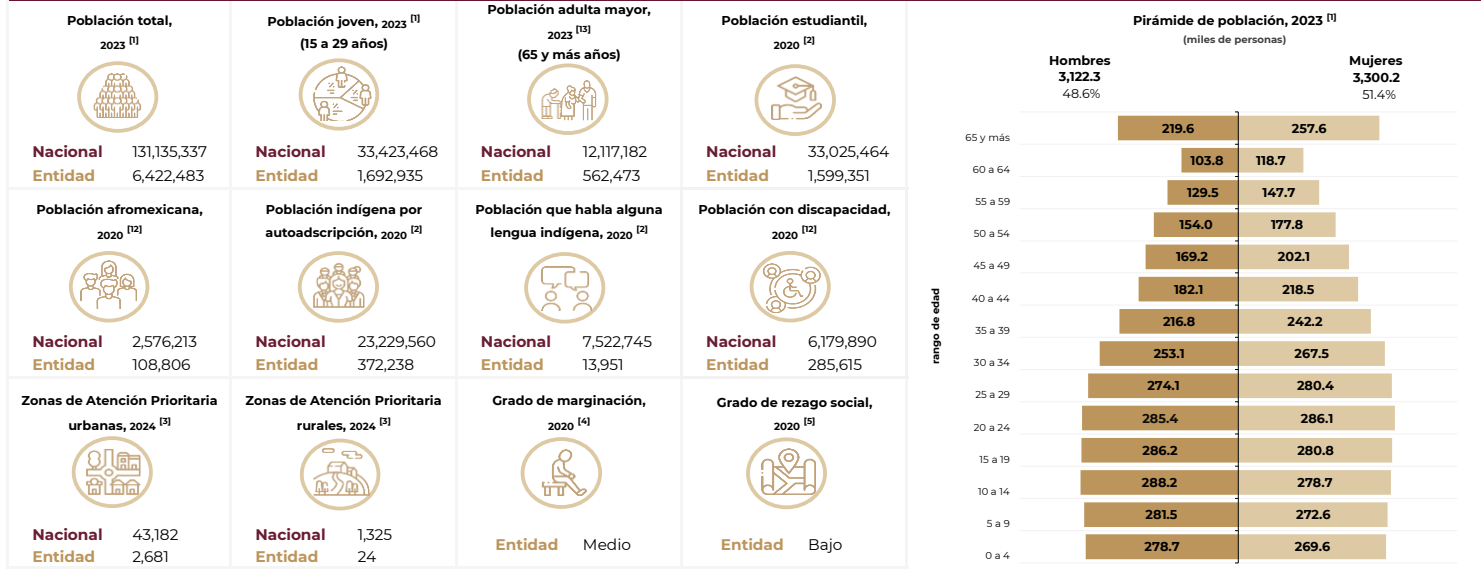 Población total,
2023 [1]
Nacional 131,135,337
Entidad 6,422,483
Población joven, 2023 [1]
(15 a 29 años)
Nacional 33,423,468
Entidad 1,692,935
Población adulta mayor,
2023 [13]
(65 y más años)
Nacional 12,117,182
Entidad 562,473
Población estudiantil,
2020 [2]
Nacional 33,025,464
Entidad 1,599,351
Población afromexicana,
2020 [12]
Nacional 2,576,213
Entidad 108,806
Población indígena por
autoadscripción, 2020 [2]
Nacional 23,229,560
Entidad 372,238
Población que habla alguna
lengua indígena, 2020 [2]
Nacional 7,522,745
Entidad 13,951
Población con discapacidad,
2020 [12]
Nacional 6,179,890
Entidad 285,615
Zonas de Atención Prioritaria
urbanas, 2024 [3]
Nacional 43,182
Entidad 2,681
Zonas de Atención Prioritaria
rurales, 2024 [3]
Nacional 1,325
Entidad 24
Grado de marginación,
2020 [4]
Entidad Medio
Grado de rezago social,
2020 [5]
Entidad Bajo
Pirámide de población, 2023 [1]
(miles de personas)
Hombres
3,122.3
48.6%
Mujeres
3,300.2
51.4%
rango de edad
65 y más 219.6 257.6
60 a 64 103.8 118.7
55 a 59 129.5 147.7
50 a 54 154.0 177.8
45 a 49 169.2 202.1
40 a 44 182.1 218.5
35 a 39 216.8 242.2
30 a 34 253.1 267.5
25 a 29 274.1 280.4
20 a 24 285.4 286.1
15 a 19 286.2 280.8
10 a 14 288.2 278.7
5 a 9 281.5 272.6
0 a 4 278.7 269.6